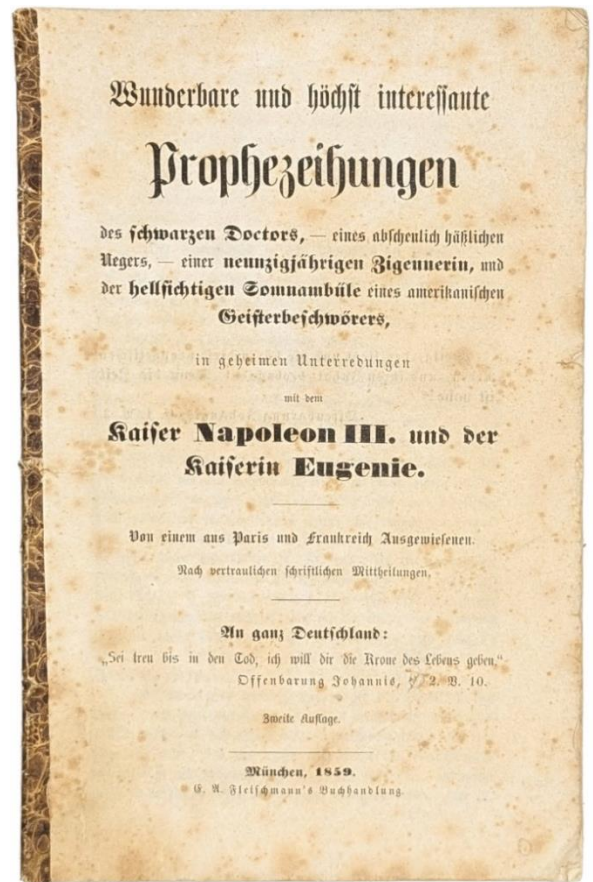 Wunderbare und höchst interessante
Prophezeihungen
des schwarzen Doctors, — eines abscheulich häßlichen
Negers, — einer neunzigjährigen Zigeunerin, und
der hellsichtigen Somnambüle eines amerikanischen
Geisterbeschwörers,
in geheimen Unterredungen
mit dem
Kaiser Napoleon III. und der
Kaiserin Eugenie.
Von einem aus Paris und Frankreich Ausgewiesenen.
Nach vertraulichen schriftlichen Mittheilungen.
An ganz Deutschland:
„Sei treu bis in den Tod, ich will dir die Krone des Lebens geben.“
Offenbarung Johannis, 2. V. 10.
Zweite Auflage.
München, 1859.
E. A. Fleischmann's Buchhandlung.